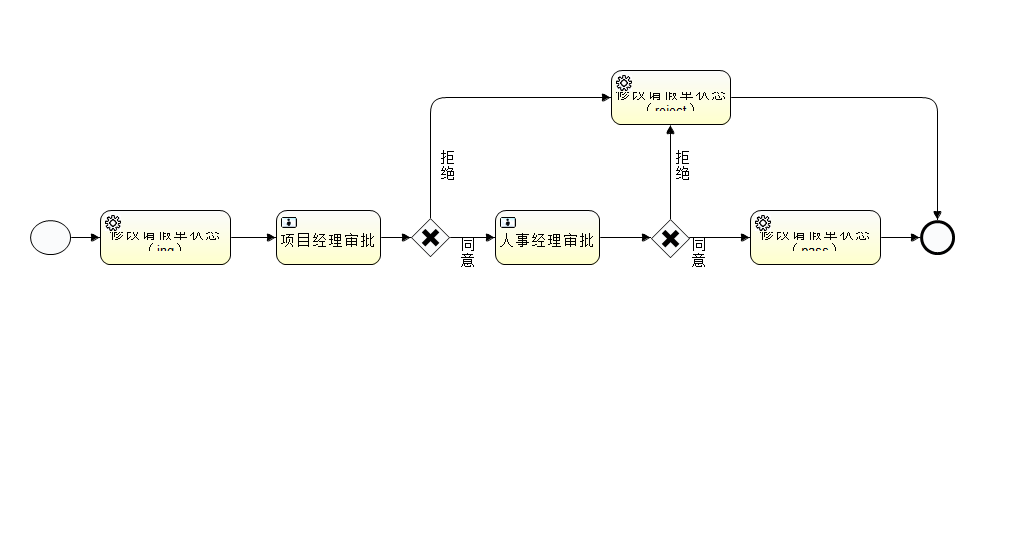 修改请假单状态
（reject）
拒
绝
拒
绝
修改请假单状态
（ing）
项目经理审批
同
意
人事经理审批
同
意
修改请假单状态
（pass）